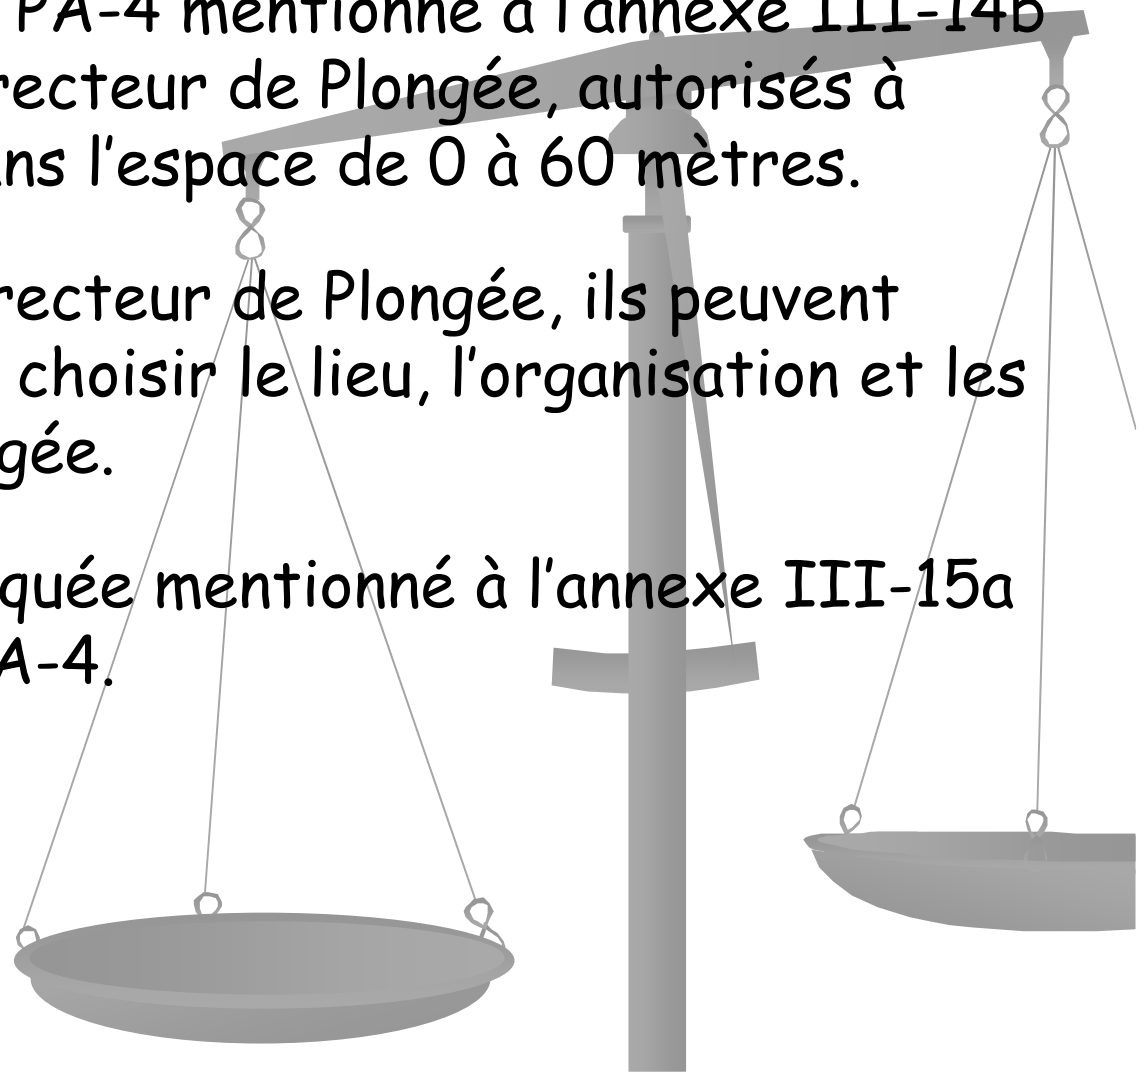 PA-4 mentionné à l’annexe III-14b
recteur de Plongée, autorisés à
ns l’espace de 0 à 60 mètres.
recteur de Plongée, ils peuvent
choisir le lieu, l’organisation et les
gée.
quée mentionné à l’annexe III-15a
A-4.